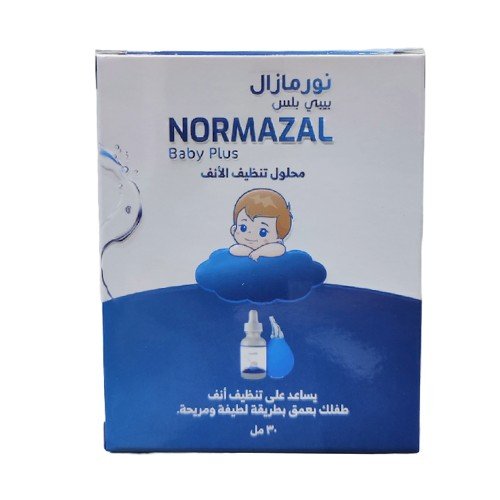 نورمازال
بيبي بلس
NORMAZAL
Baby Plus
محلول تنظيف الأنف
يساعد على تنظيف أنف
طفلك بعمق بطريقة لطيفة ومريحة.
٣٠ مل